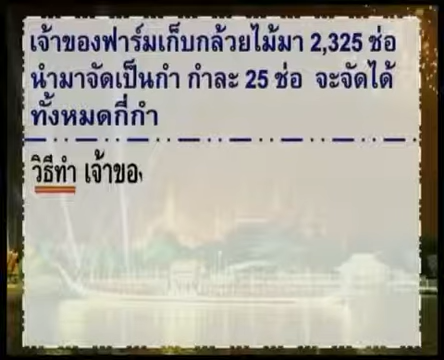 เจ้าของฟาร์มเก็บกล้วยไม้มา 2,325 ช่อ
นำมาจัดเป็นกำ กำละ 25 ช่อ จะจัดได้
ทั้งหมดกี่กำ
วิธีทำ เจ้าขอ